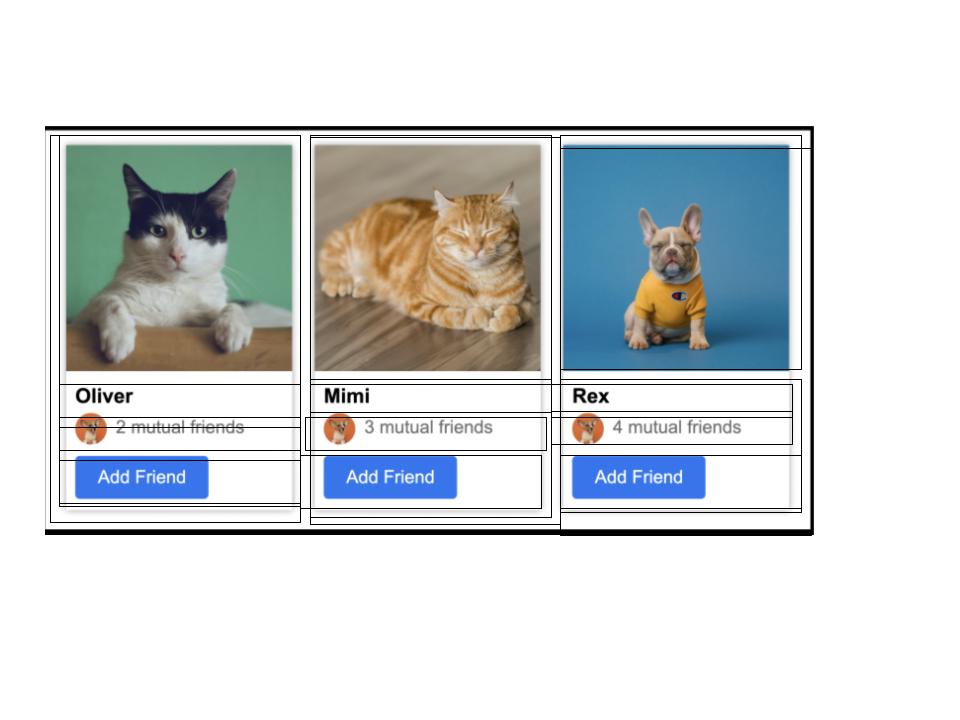 Oliver
2 mutual friends
Add Friend
Mimi
3 mutual friends
Add Friend
Rex
4 mutual friends
Add Friend